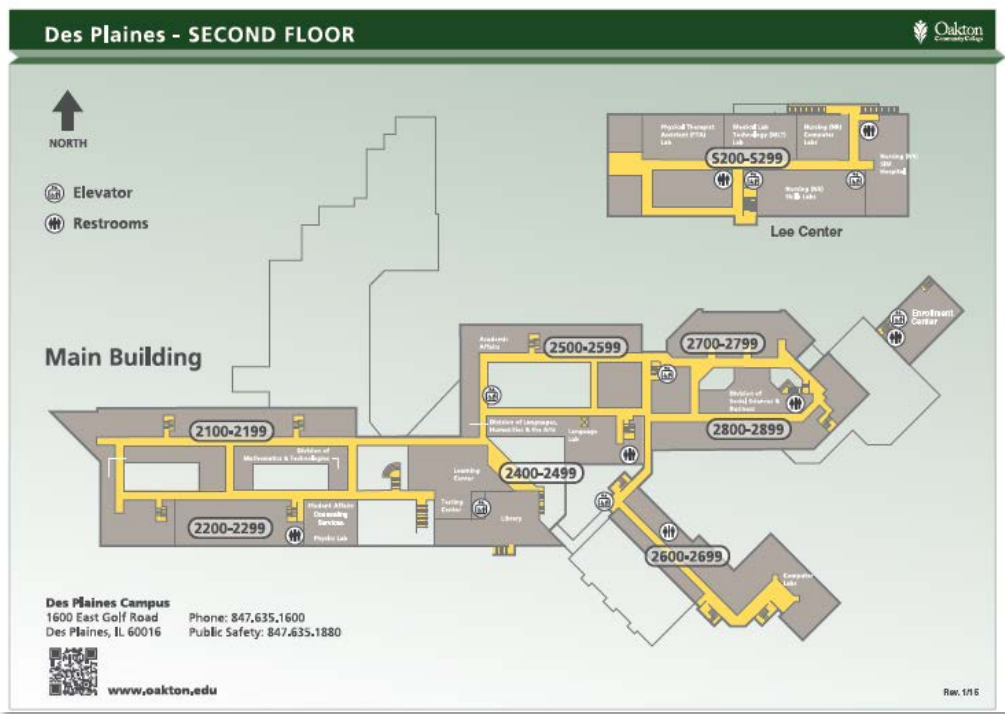 Des Plaines - SECOND FLOOR
Oakton
Community College
NORTH
Elevator
Restrooms
Physical Therapist
Assistant (PTA)
Lab
Medical Lab
Technology (MLT)
Lab
Nursing (NR)
Computer
Labs
S200-S299
Nursing (NR)
SIM
Hospital
Nursing (NR)
Skills Labs
Lee Center
Main Building
Enrollment
Center
Academic
Affairs
2500-2599
2700-2799
Division of
Social Sciences &
Business
2100-2199
Division of Languages,
Humanities & the Arts
Language
Lab
2800-2899
Division of
Mathematics & Technologies
Learning
Center
2400-2499
Student Affairs
Counseling
Services
Testing
Center
Library
2200-2299
Physics Lab
2600-2699
Computer
Labs
Des Plaines Campus
1600 East Golf Road
Des Plaines, IL 60016
Phone: 847.635.1600
Public Safety: 847.635.1880
www.oakton.edu
Rev. 1/15